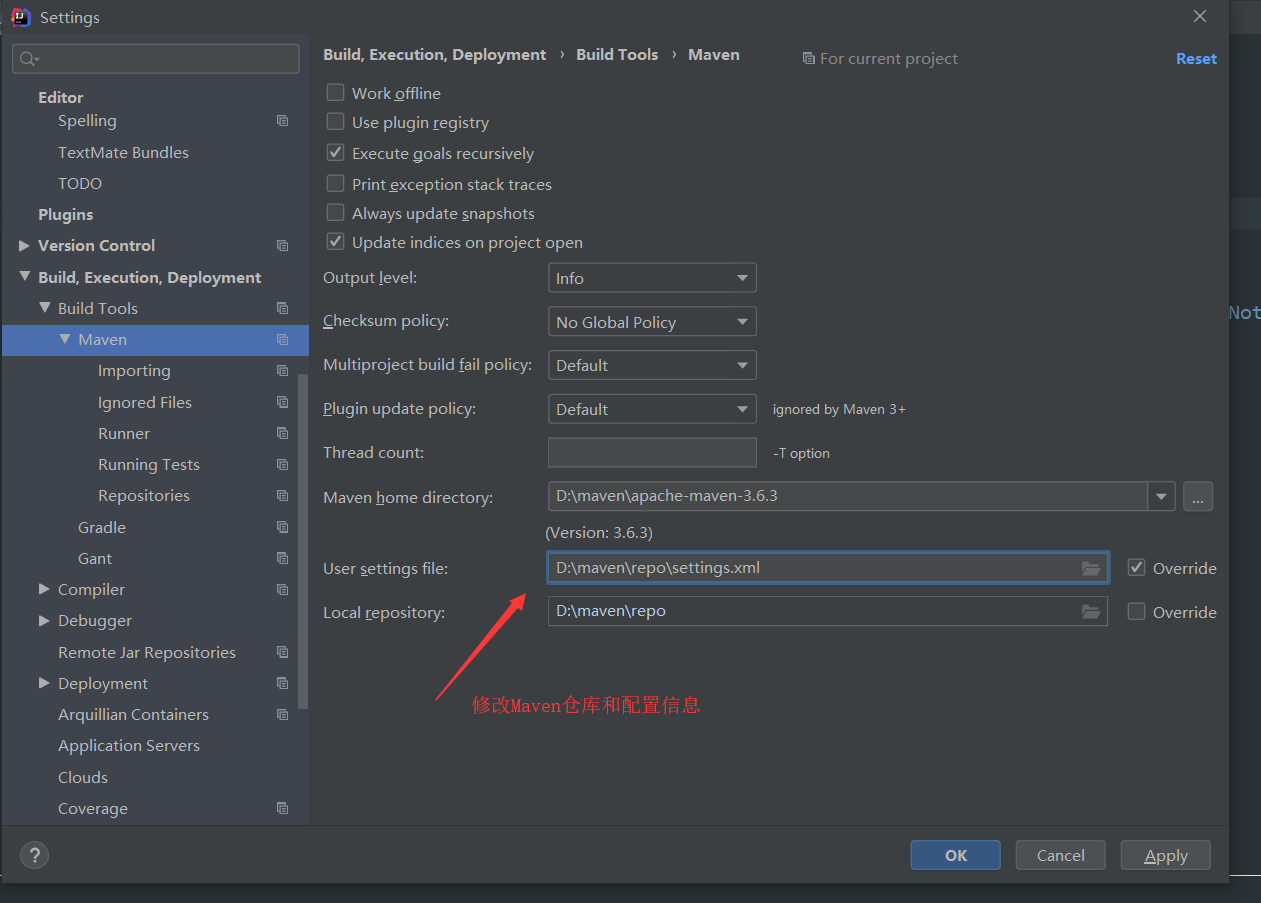 Settings
Build, Execution, Deployment › Build Tools › Maven
For current project
Reset
Editor
Spelling
TextMate Bundles
TODO
Plugins
Version Control
Build, Execution, Deployment
Build Tools
Maven
Importing
Ignored Files
Runner
Running Tests
Repositories
Gradle
Gant
Compiler
Debugger
Remote Jar Repositories
Deployment
Arquillian Containers
Application Servers
Clouds
Coverage
Work offline
Use plugin registry
Execute goals recursively
Print exception stack traces
Always update snapshots
Update indices on project open
Output level: Info
Checksum policy: No Global Policy
Multiproject build fail policy: Default
Plugin update policy: Default ignored by Maven 3+
Thread count: -T option
Maven home directory: D:\maven\apache-maven-3.6.3 ...
(Version: 3.6.3)
User settings file: D:\maven\repo\settings.xml Override
Local repository: D:\maven\repo Override
修改Maven仓库和配置信息
Not
? OK Cancel Apply